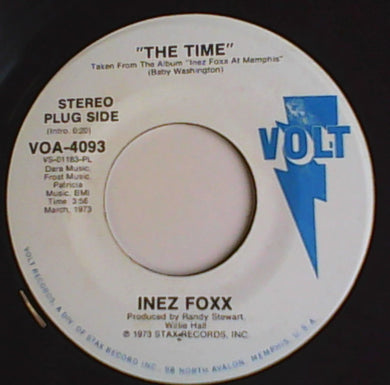 "THE TIME"
Taken From The Album "Inez Foxx At Memphis"
(Baby Washington)
STEREO
PLUG SIDE
(Intro. 0:20)
VOA-4093
VS-01183-PL
Dara Music,
Frost Music,
Patricia
Music, BMI
Time 3:56
March, 1973
VOLT
INEZ FOXX
Produced by Randy Stewart,
Willie Hall
℗ 1973 STAX RECORDS, INC.
VOLT RECORDS, A DIV. OF STAX RECORD INC., 98 NORTH AVALON, MEMPHIS, U.S.A.